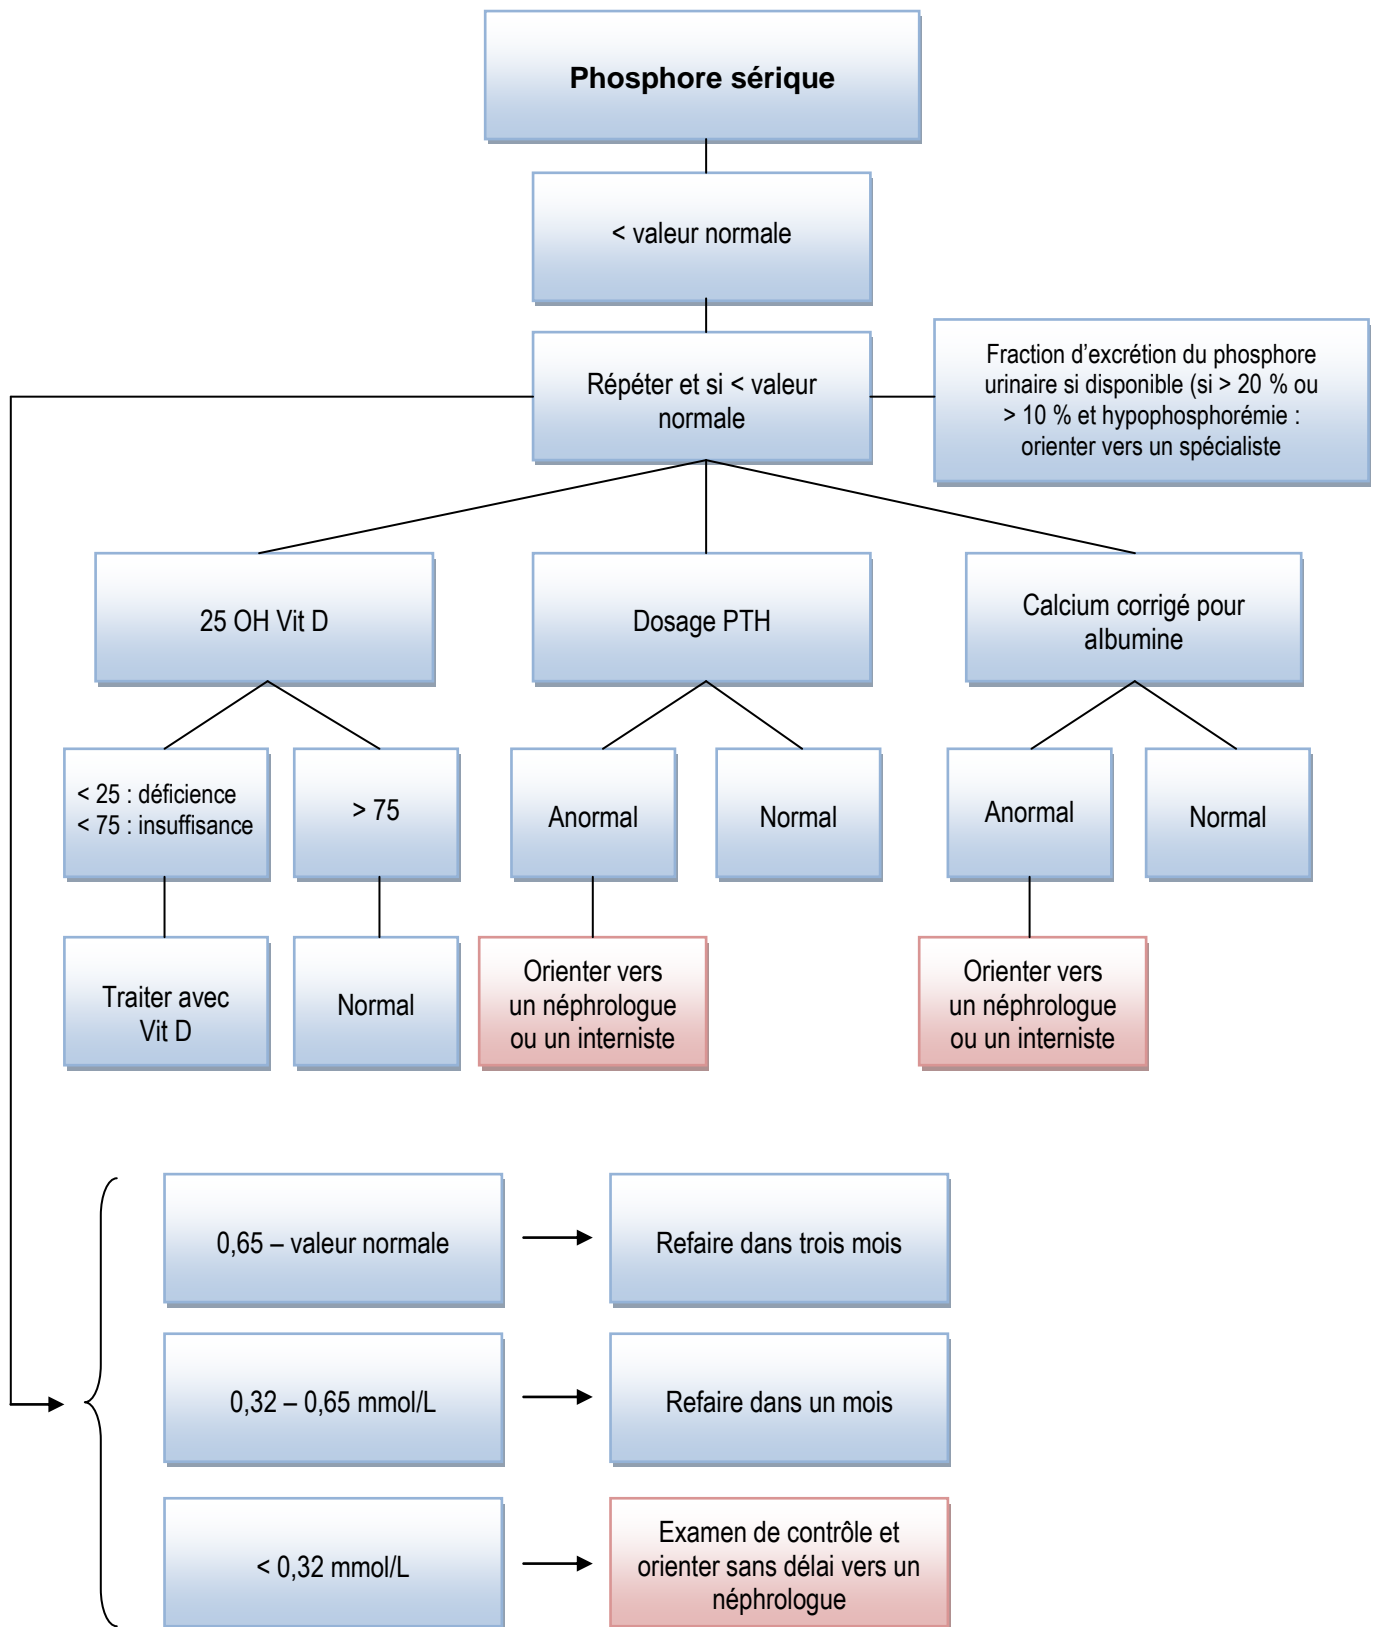 Phosphore sérique
< valeur normale
Répéter et si < valeur
normale
Fraction d’excrétion du phosphore
urinaire si disponible (si > 20 % ou
> 10 % et hypophosphorémie :
orienter vers un spécialiste
25 OH Vit D
Dosage PTH
Calcium corrigé pour
albumine
< 25 : déficience
< 75 : insuffisance
> 75
Anormal
Normal
Anormal
Normal
Traiter avec
Vit D
Normal
Orienter vers
un néphrologue
ou un interniste
Orienter vers
un néphrologue
ou un interniste
0,65 – valeur normale
Refaire dans trois mois
0,32 – 0,65 mmol/L
Refaire dans un mois
< 0,32 mmol/L
Examen de contrôle et
orienter sans délai vers un
néphrologue